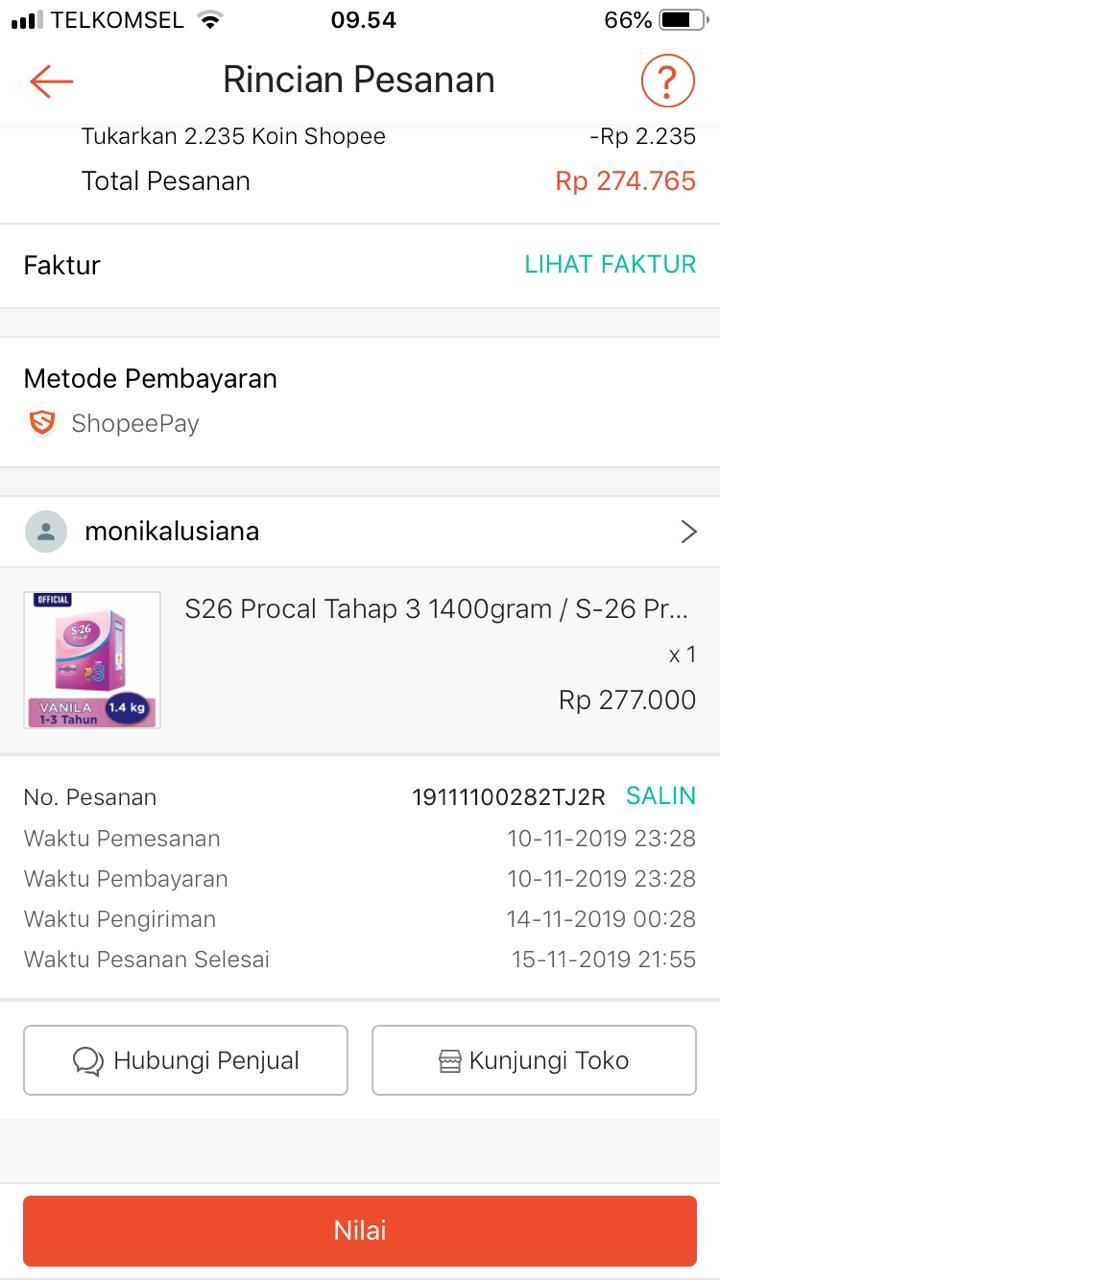 TELKOMSEL 09.54 66%
Rincian Pesanan ?
Tukarkan 2.235 Koin Shopee -Rp 2.235
Total Pesanan Rp 274.765
Faktur LIHAT FAKTUR
Metode Pembayaran
ShopeePay
monikalusiana
OFFICIAL
S-26
Procal
3
VANILA 1.4 kg
1-3 Tahun
S26 Procal Tahap 3 1400gram / S-26 Pr...
x 1
Rp 277.000
No. Pesanan 19111100282TJ2R SALIN
Waktu Pemesanan 10-11-2019 23:28
Waktu Pembayaran 10-11-2019 23:28
Waktu Pengiriman 14-11-2019 00:28
Waktu Pesanan Selesai 15-11-2019 21:55
Hubungi Penjual Kunjungi Toko
Nilai